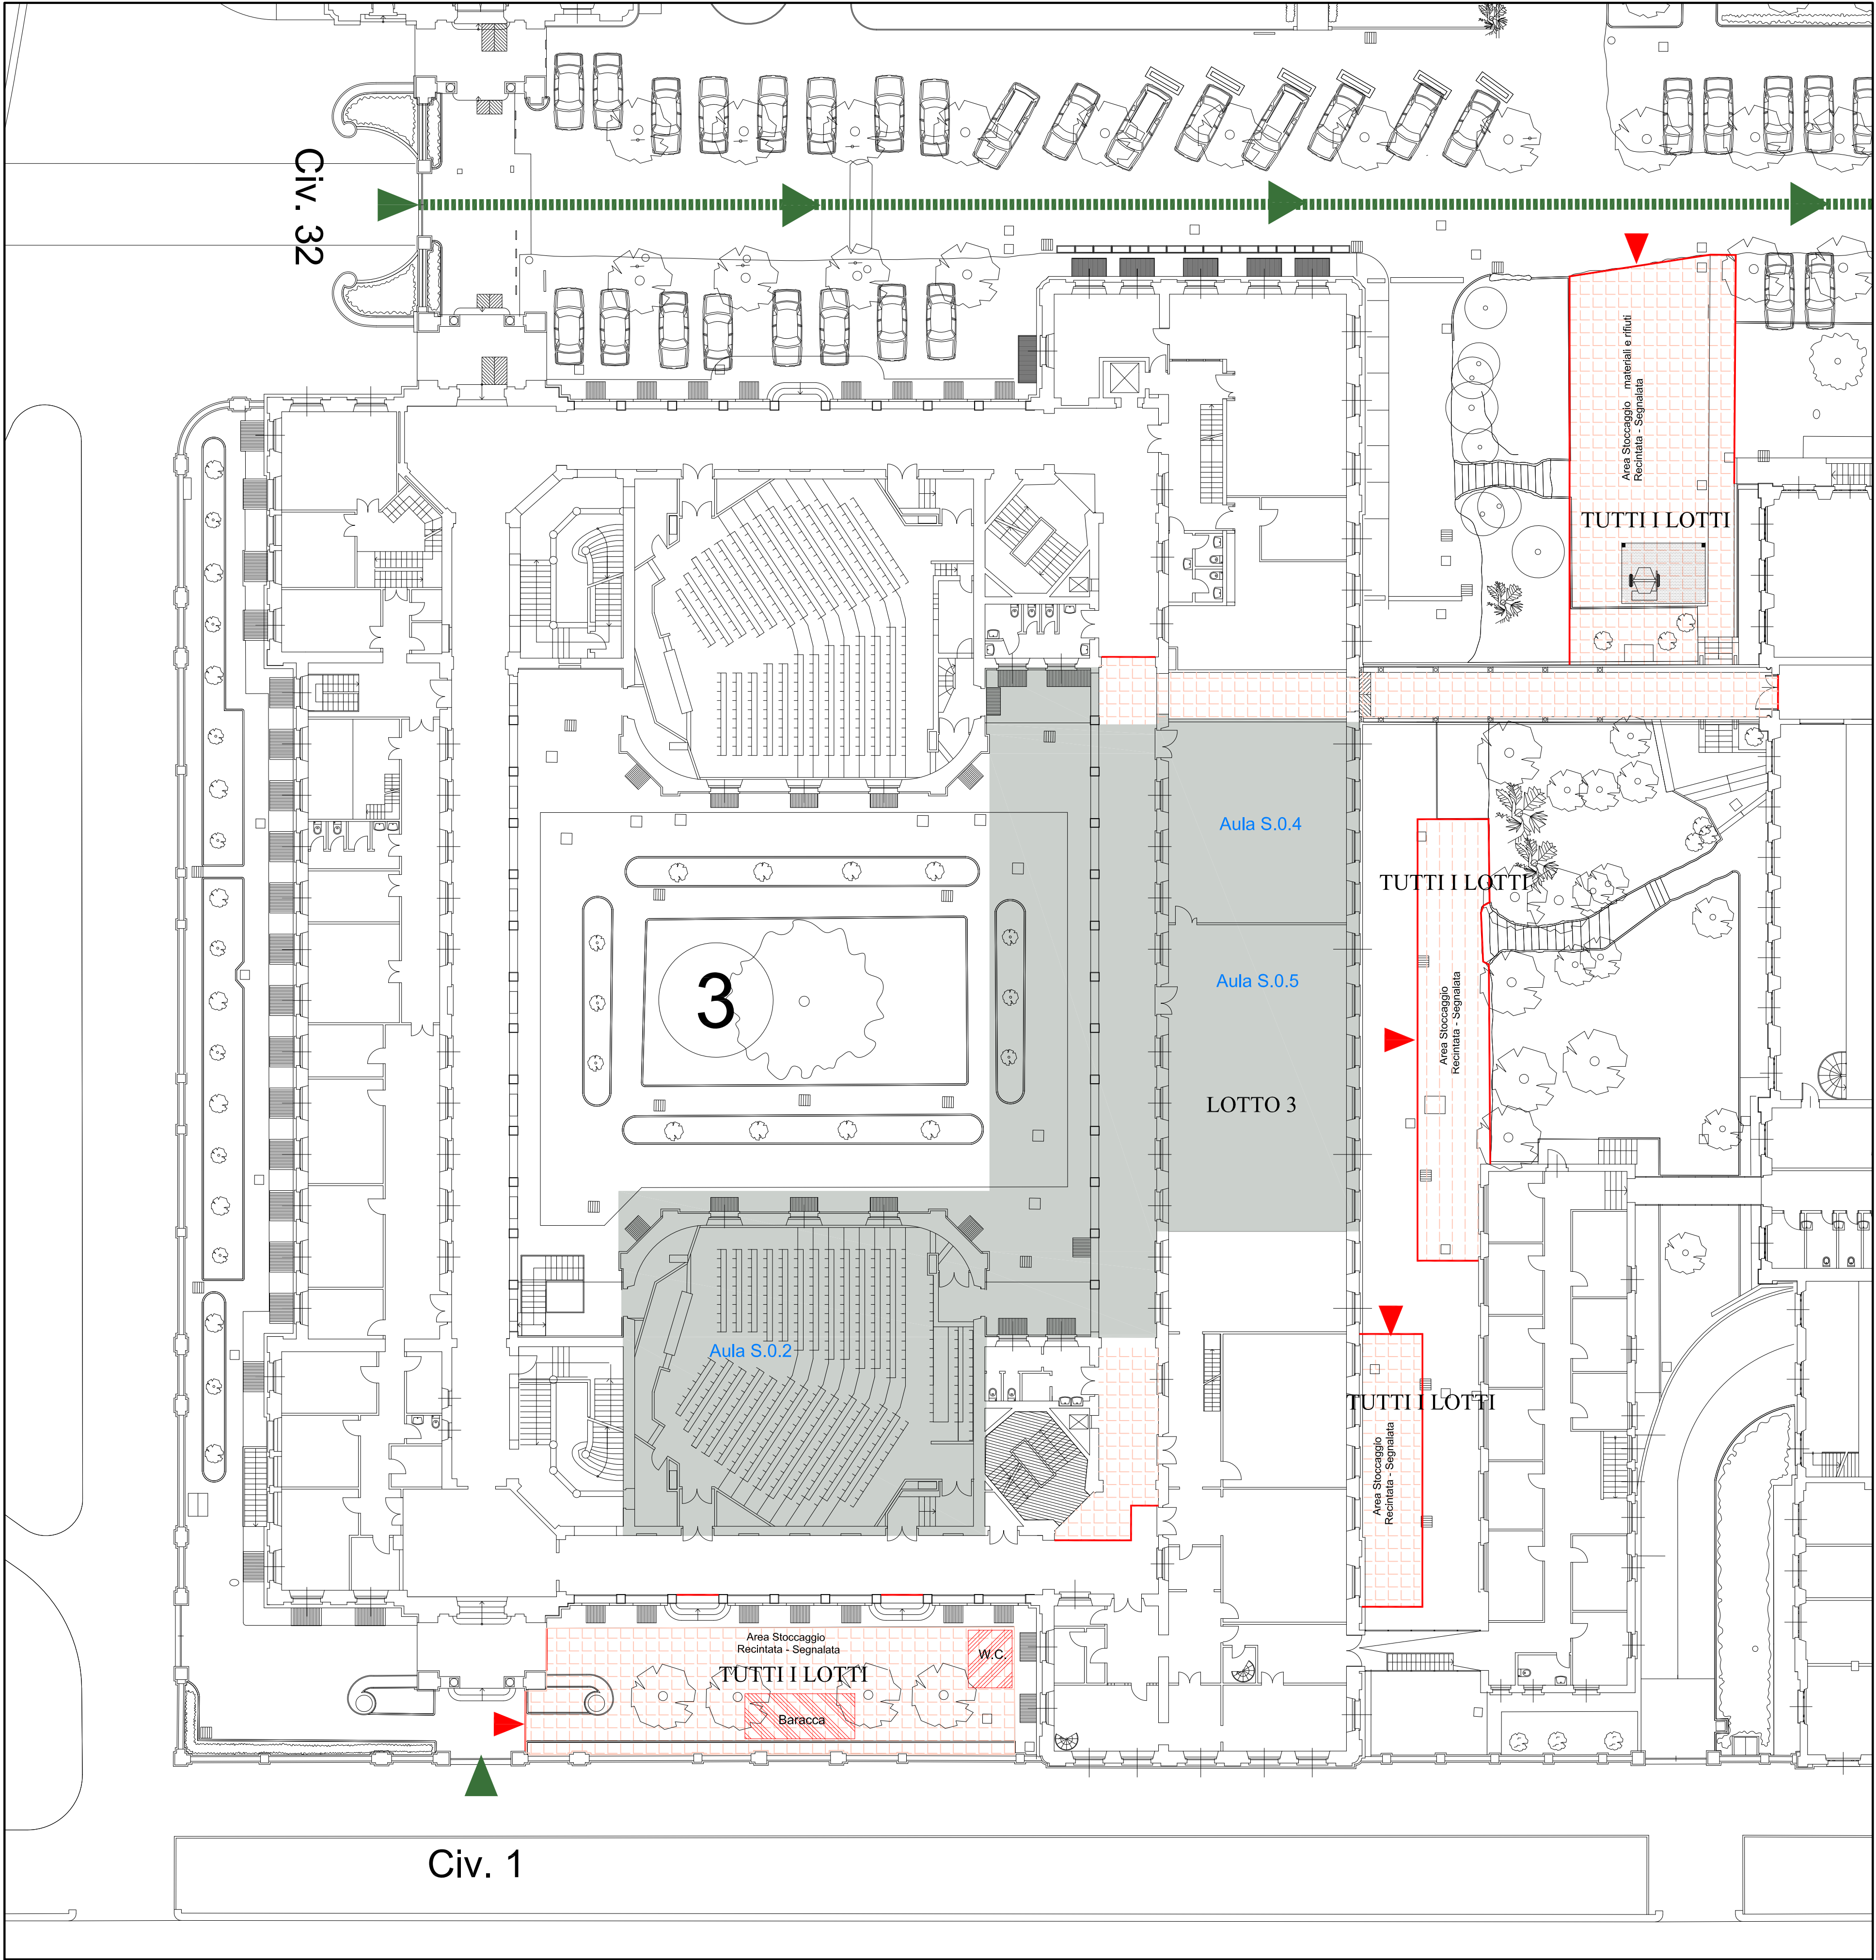 Civ. 32
Area Stoccaggio materiali e rifiuti
Recintata - Segnalata
TUTTI I LOTTI
Aula S.0.4
TUTTI I LOTTI
Aula S.0.5
3
Area Stoccaggio
Recintata - Segnalata
LOTTO 3
Aula S.0.2
TUTTI I LOTTI
Area Stoccaggio
Recintata - Segnalata
Area Stoccaggio
Recintata - Segnalata
W.C.
TUTTI I LOTTI
Baracca
Civ. 1